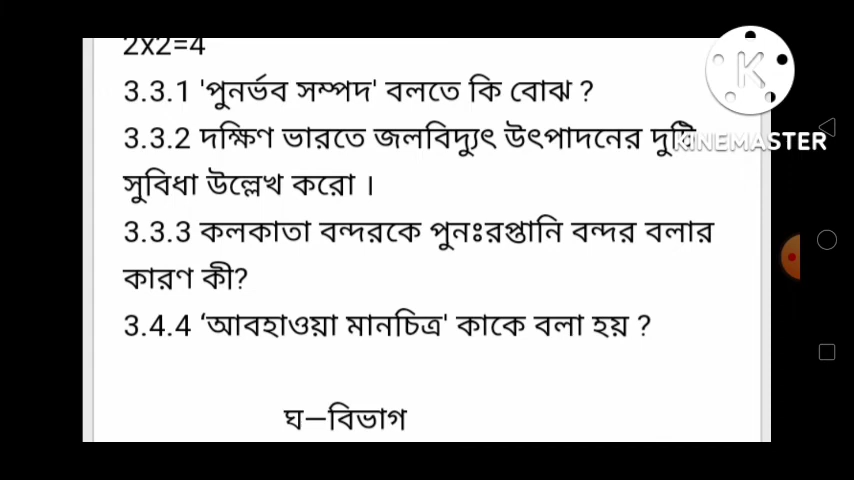 2x2=4
3.3.1 'পুনর্ভব সম্পদ' বলতে কি বোঝ ?
3.3.2 দক্ষিণ ভারতে জলবিদ্যুৎ উৎপাদনের দুটি
সুবিধা উল্লেখ করো ।
3.3.3 কলকাতা বন্দরকে পুনঃরপ্তানি বন্দর বলার
কারণ কী?
3.4.4 ‘আবহাওয়া মানচিত্র' কাকে বলা হয় ?
ঘ—বিভাগ
K
KINEMASTER